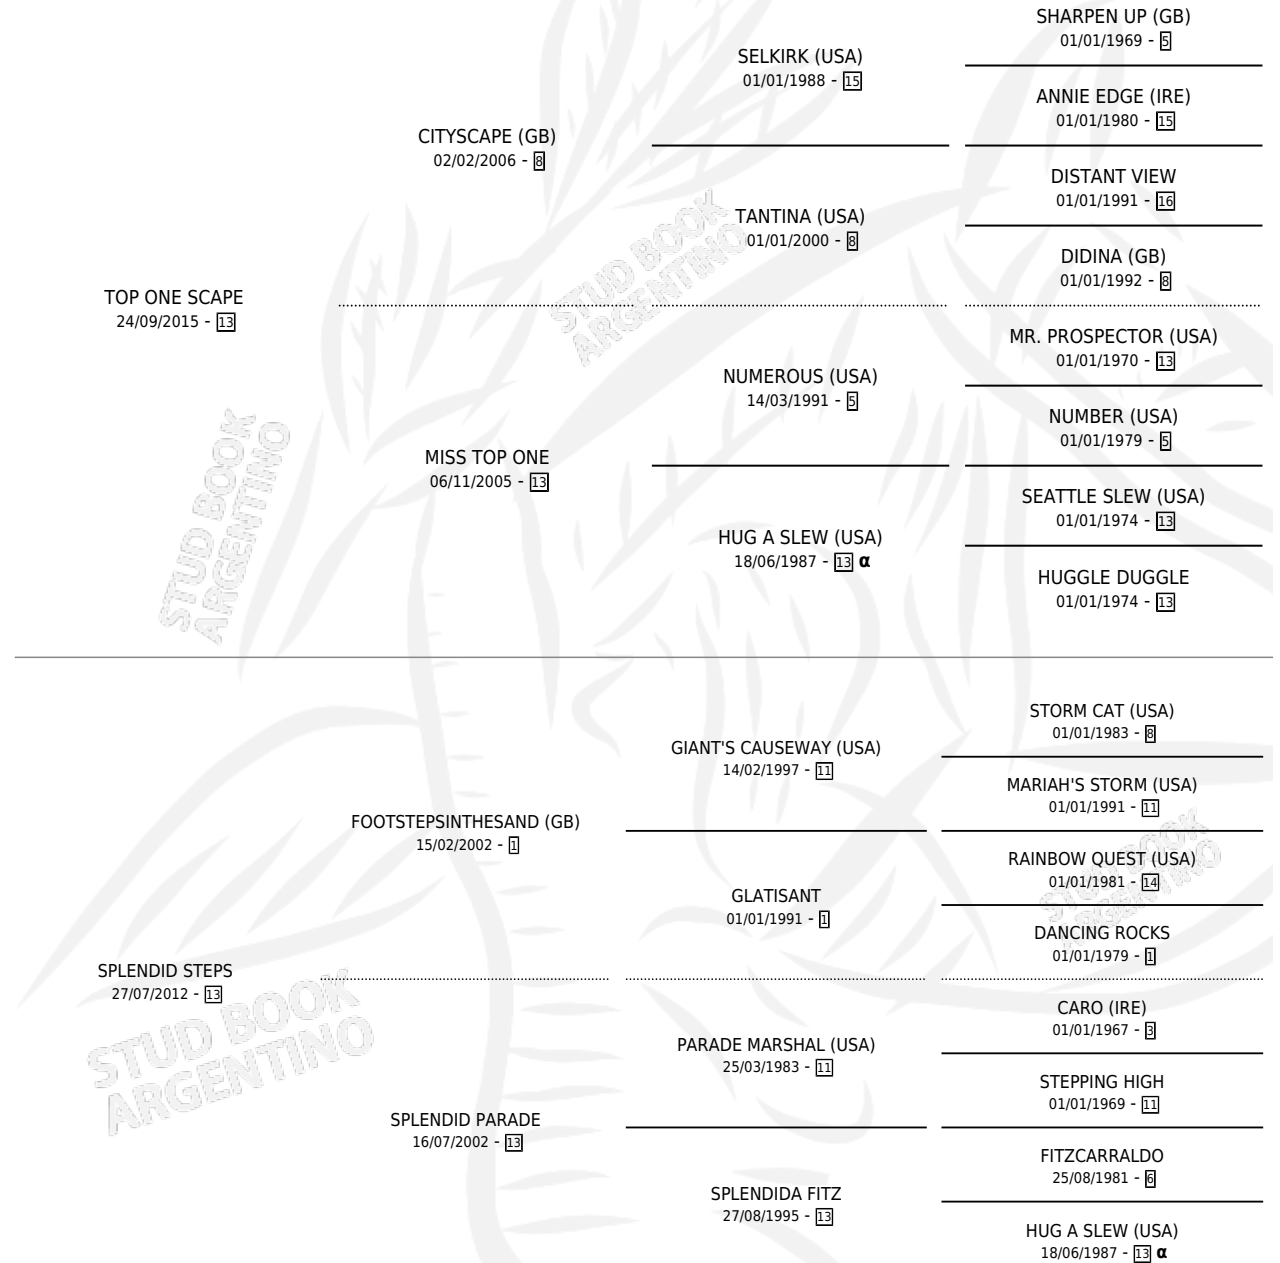 SHARPEN UP (GB)
01/01/1969 - 5
SELKIRK (USA)
01/01/1988 - 15
ANNIE EDGE (IRE)
01/01/1980 - 15
CITYSCAPE (GB)
02/02/2006 - 8
DISTANT VIEW
01/01/1991 - 16
TANTINA (USA)
01/01/2000 - 8
DIDINA (GB)
01/01/1992 - 8
TOP ONE SCAPE
24/09/2015 - 13
MR. PROSPECTOR (USA)
01/01/1970 - 13
NUMEROUS (USA)
14/03/1991 - 5
NUMBER (USA)
01/01/1979 - 5
MISS TOP ONE
06/11/2005 - 13
SEATTLE SLEW (USA)
01/01/1974 - 13
HUG A SLEW (USA)
18/06/1987 - 13 α
HUGGLE DUGGLE
01/01/1974 - 13
STUD BOOK
ARGENTINO
STUD BOOK
ARGENTINO
STORM CAT (USA)
01/01/1983 - 8
GIANT'S CAUSEWAY (USA)
14/02/1997 - 11
MARIAH'S STORM (USA)
01/01/1991 - 11
FOOTSTEPSINTHESAND (GB)
15/02/2002 - 1
RAINBOW QUEST (USA)
01/01/1981 - 14
GLATISANT
01/01/1991 - 1
DANCING ROCKS
01/01/1979 - 1
SPLENDID STEPS
27/07/2012 - 13
CARO (IRE)
01/01/1967 - 3
PARADE MARSHAL (USA)
25/03/1983 - 11
STEPPING HIGH
01/01/1969 - 11
SPLENDID PARADE
16/07/2002 - 13
FITZCARRALDO
25/08/1981 - 6
SPLENDIDA FITZ
27/08/1995 - 13
HUG A SLEW (USA)
18/06/1987 - 13 α
STUD BOOK
ARGENTINO
STUD BOOK
ARGENTINO